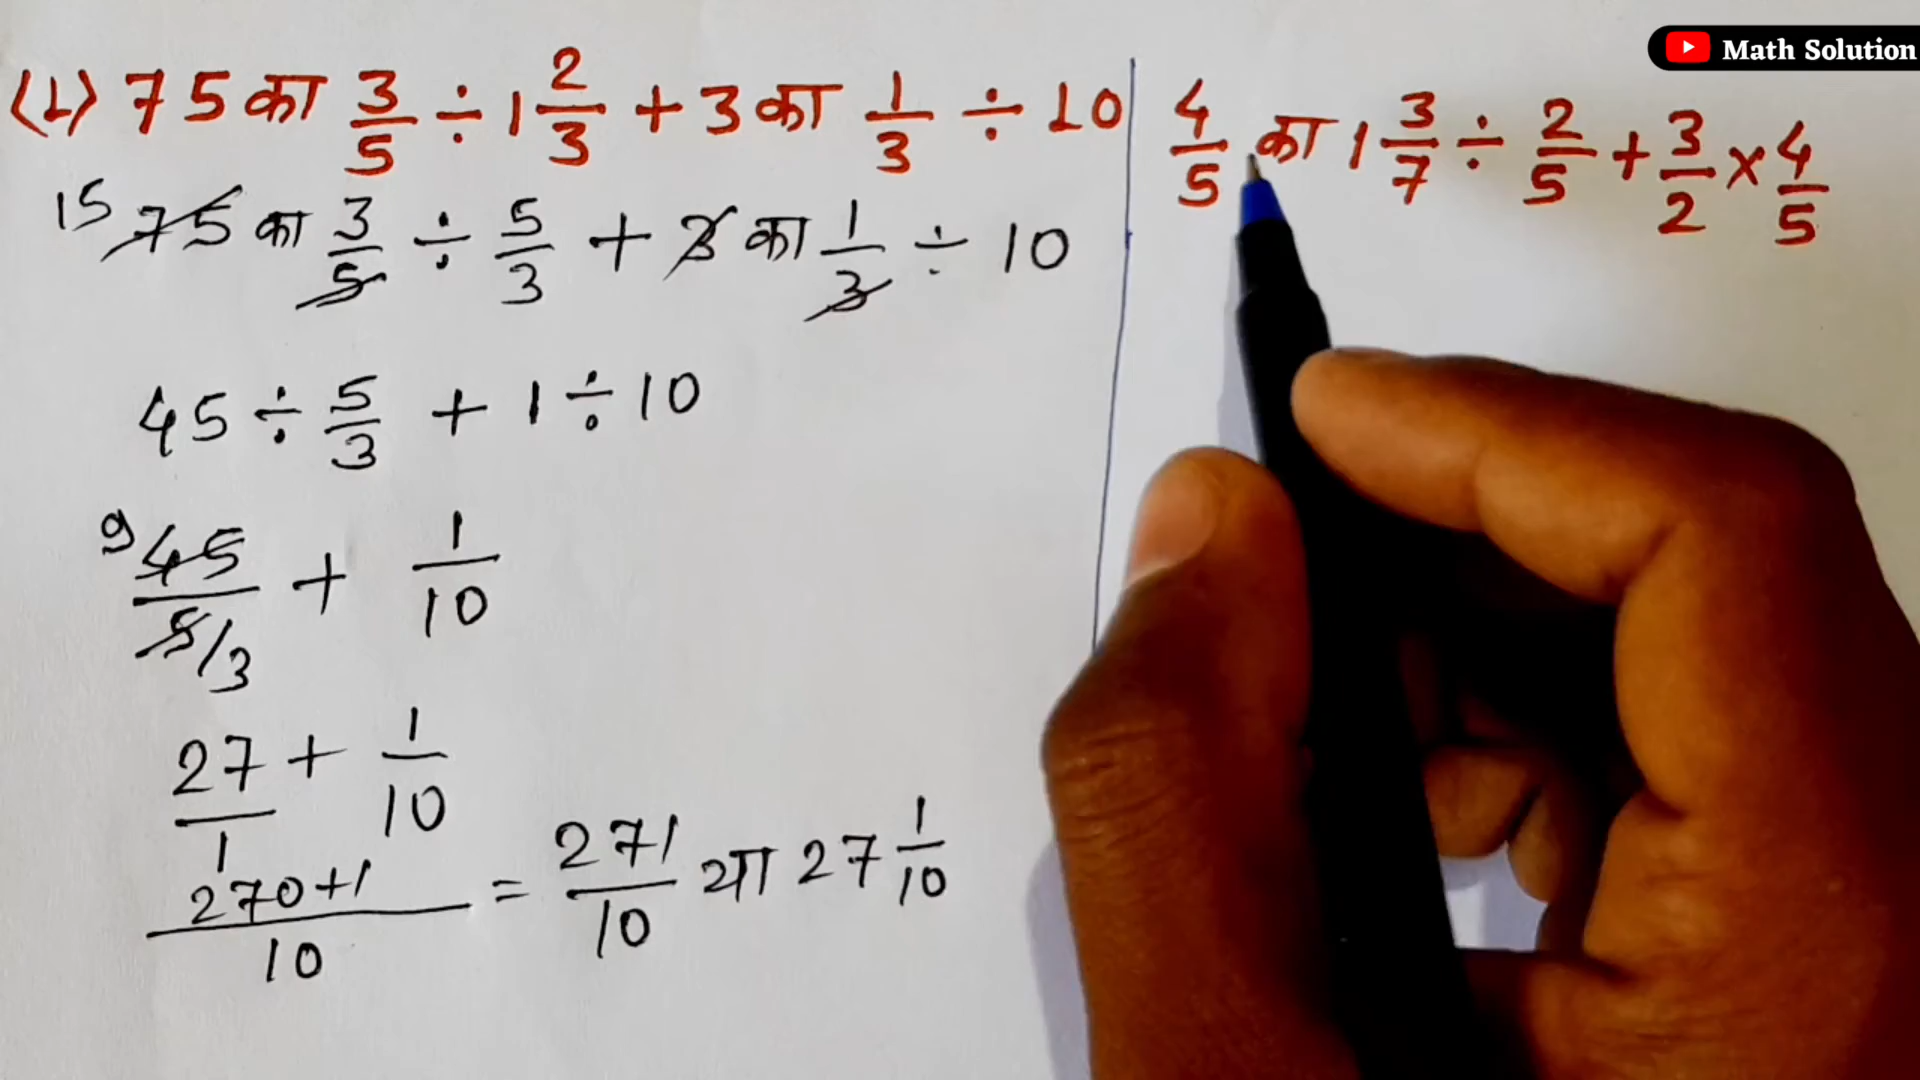 Math Solution
(1) 75 का 3/5 ÷ 1 2/3 + 3 का 1/3 ÷ 10
15 75 का 3/5 ÷ 5/3 + 3 का 1/3 ÷ 10
45 ÷ 5/3 + 1 ÷ 10
9 45/5/3 + 1/10
27/1 + 1/10
270+1/10 = 271/10 या 27 1/10
4/5 का 1 3/7 ÷ 2/5 + 3/2 × 4/5